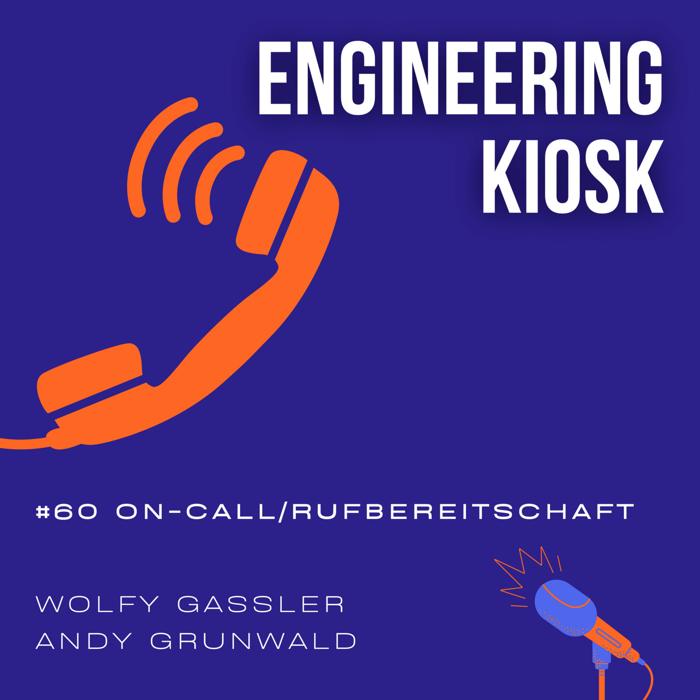 ENGINEERING
KIOSK
#60 ON-CALL/RUFBEREITSCHAFT
WOLFY GASSLER
ANDY GRUNWALD